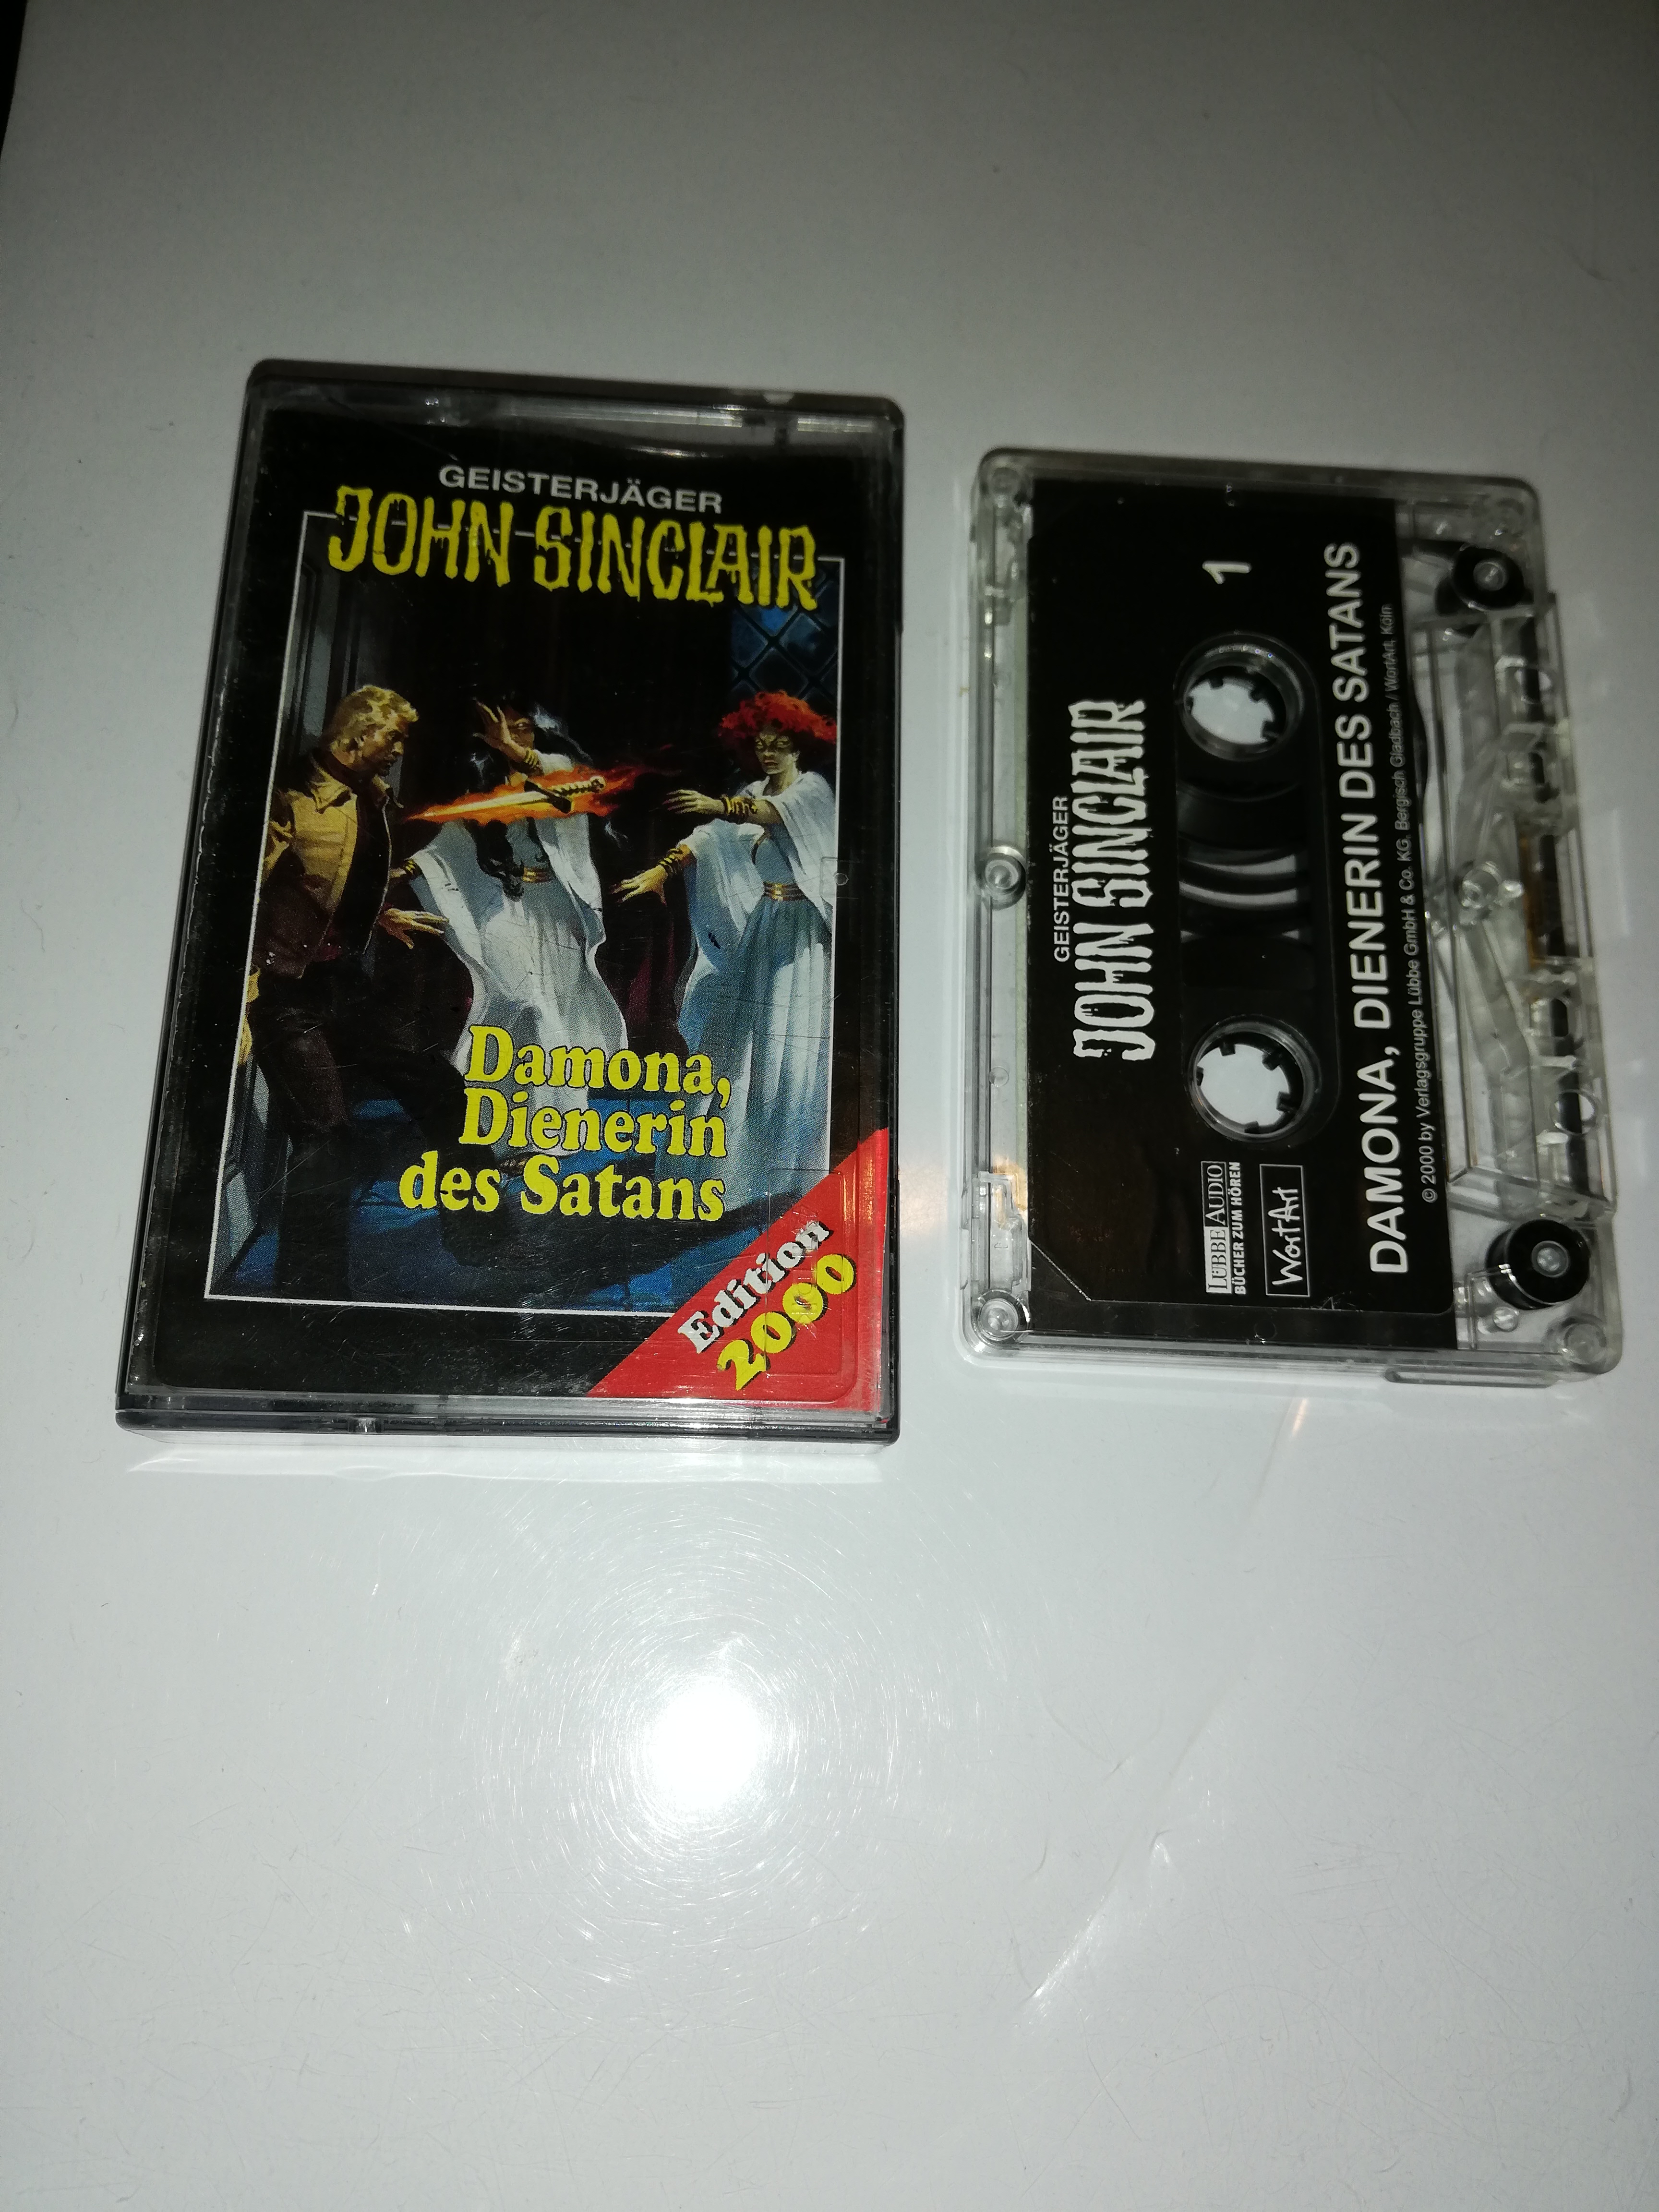 GEISTERJÄGER
JOHN SINCLAIR
Damona,
Dienerin
des Satans
Edition
2000
GEISTERJÄGER
JOHN SINCLAIR
1
LÜBBE AUDIO
BÜCHER ZUM HÖREN
WortArt
DAMONA, DIENERIN DES SATANS
© 2000 by Verlagsgruppe Lübbe GmbH & Co. KG, Bergisch Gladbach / WortArt, Köln